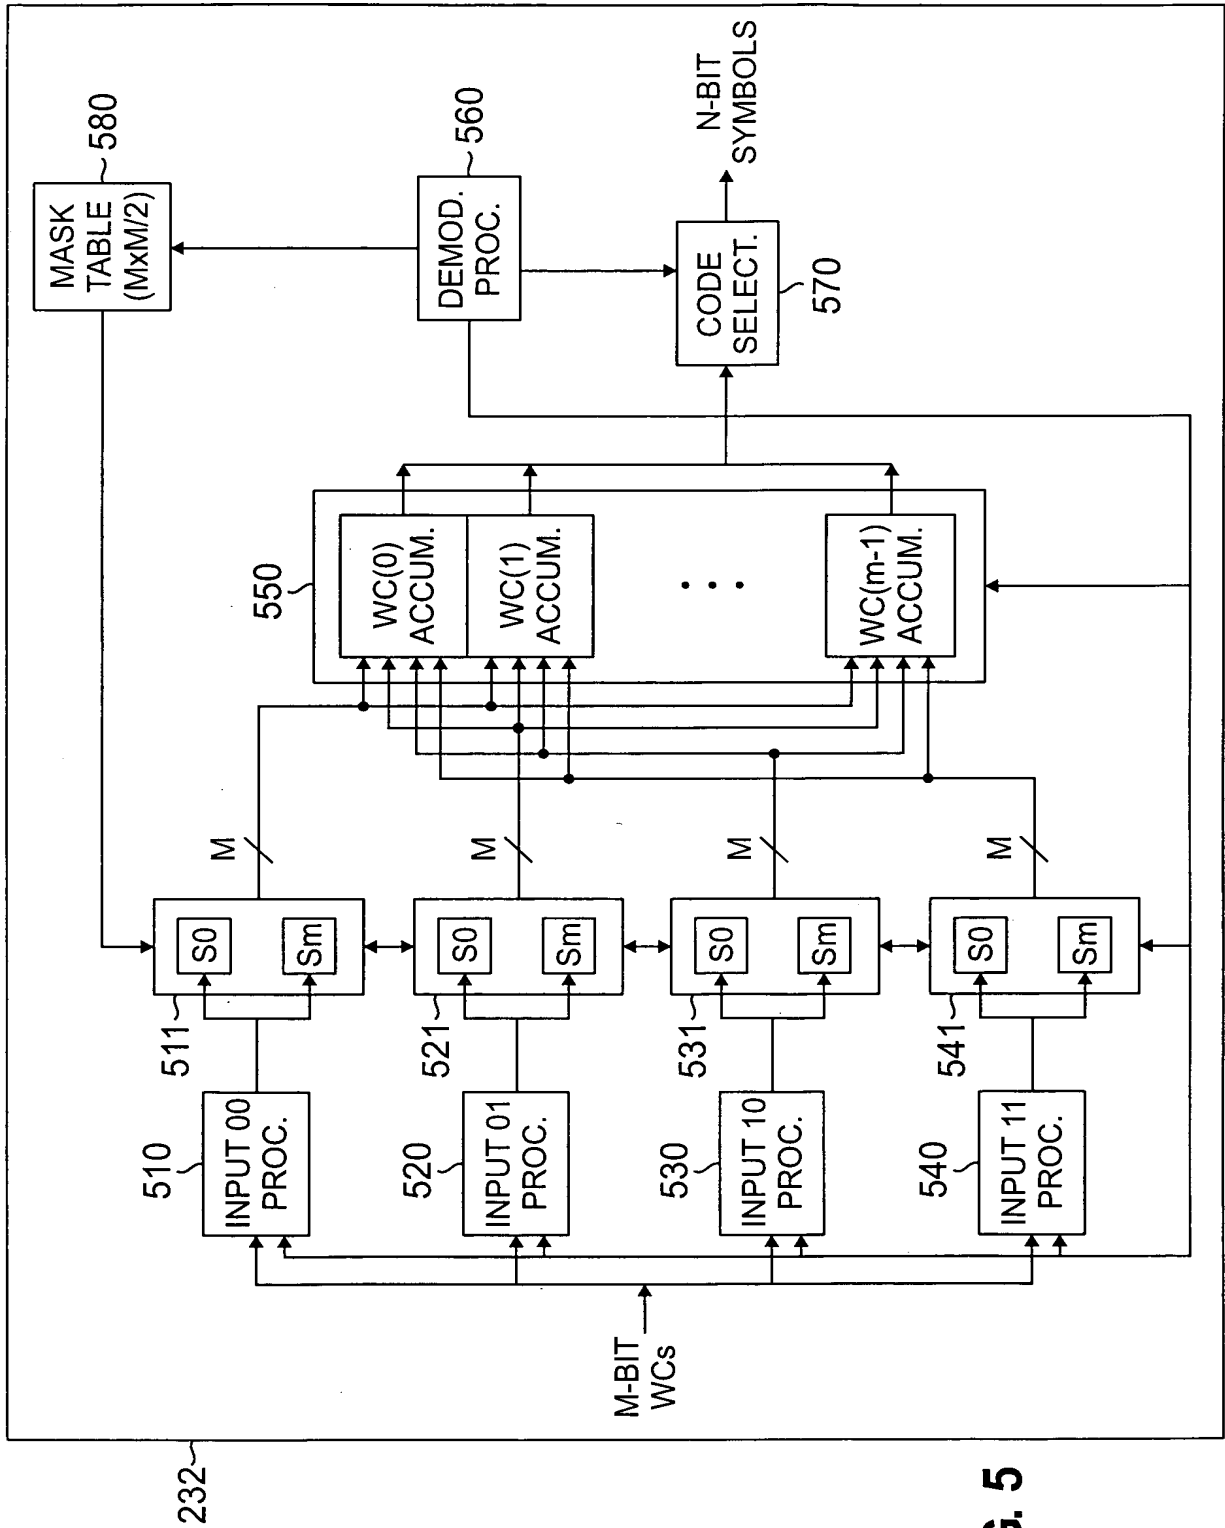 232
M-BIT
WCs
510
INPUT 00
PROC.
520
INPUT 01
PROC.
530
INPUT 10
PROC.
540
INPUT 11
PROC.
511
S0
Sm
521
S0
Sm
531
S0
Sm
541
S0
Sm
M
M
M
M
550
WC(0)
ACCUM.
WC(1)
ACCUM.
• • •
WC(m-1)
ACCUM.
MASK
TABLE
(MxM/2)
580
DEMOD.
PROC.
560
CODE
SELECT.
570
N-BIT
SYMBOLS
5